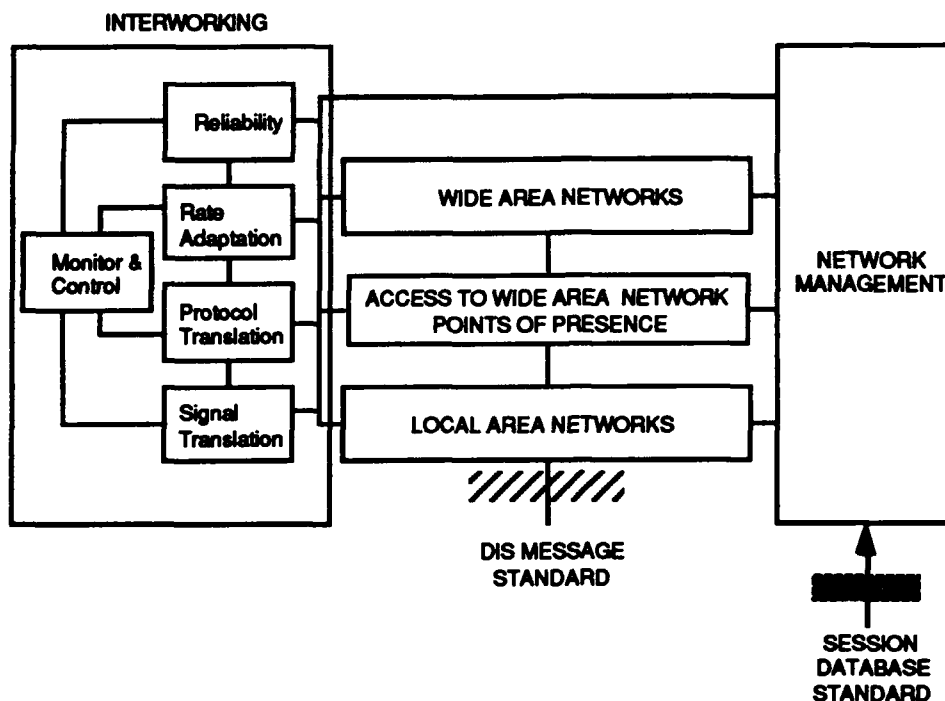 INTERWORKING
Reliability
Rate
Adaptation
Monitor &
Control
Protocol
Translation
Signal
Translation
WIDE AREA NETWORKS
ACCESS TO WIDE AREA NETWORK
POINTS OF PRESENCE
LOCAL AREA NETWORKS
DIS MESSAGE
STANDARD
NETWORK
MANAGEMENT
SESSION
DATABASE
STANDARD